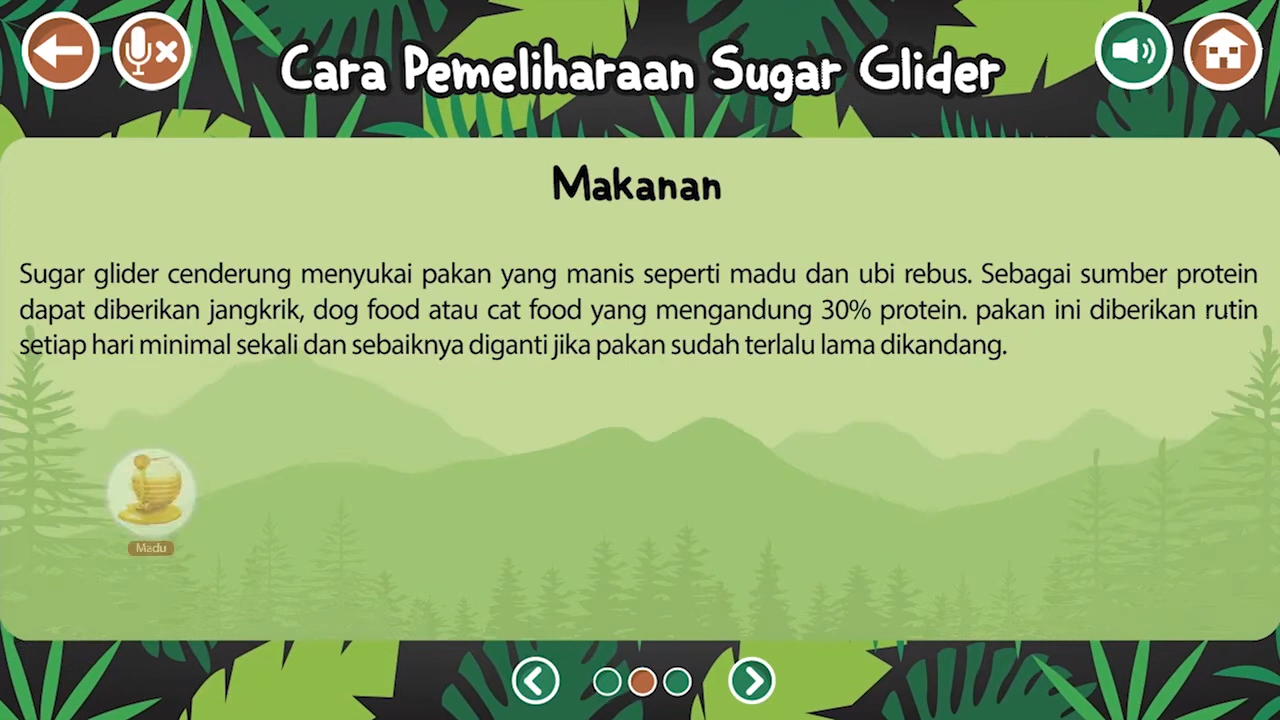 Cara Pemeliharaan Sugar Glider
Makanan
Sugar glider cenderung menyukai pakan yang manis seperti madu dan ubi rebus. Sebagai sumber protein
dapat diberikan jangkrik, dog food atau cat food yang mengandung 30% protein. pakan ini diberikan rutin
setiap hari minimal sekali dan sebaiknya diganti jika pakan sudah terlalu lama dikandang.
Madu